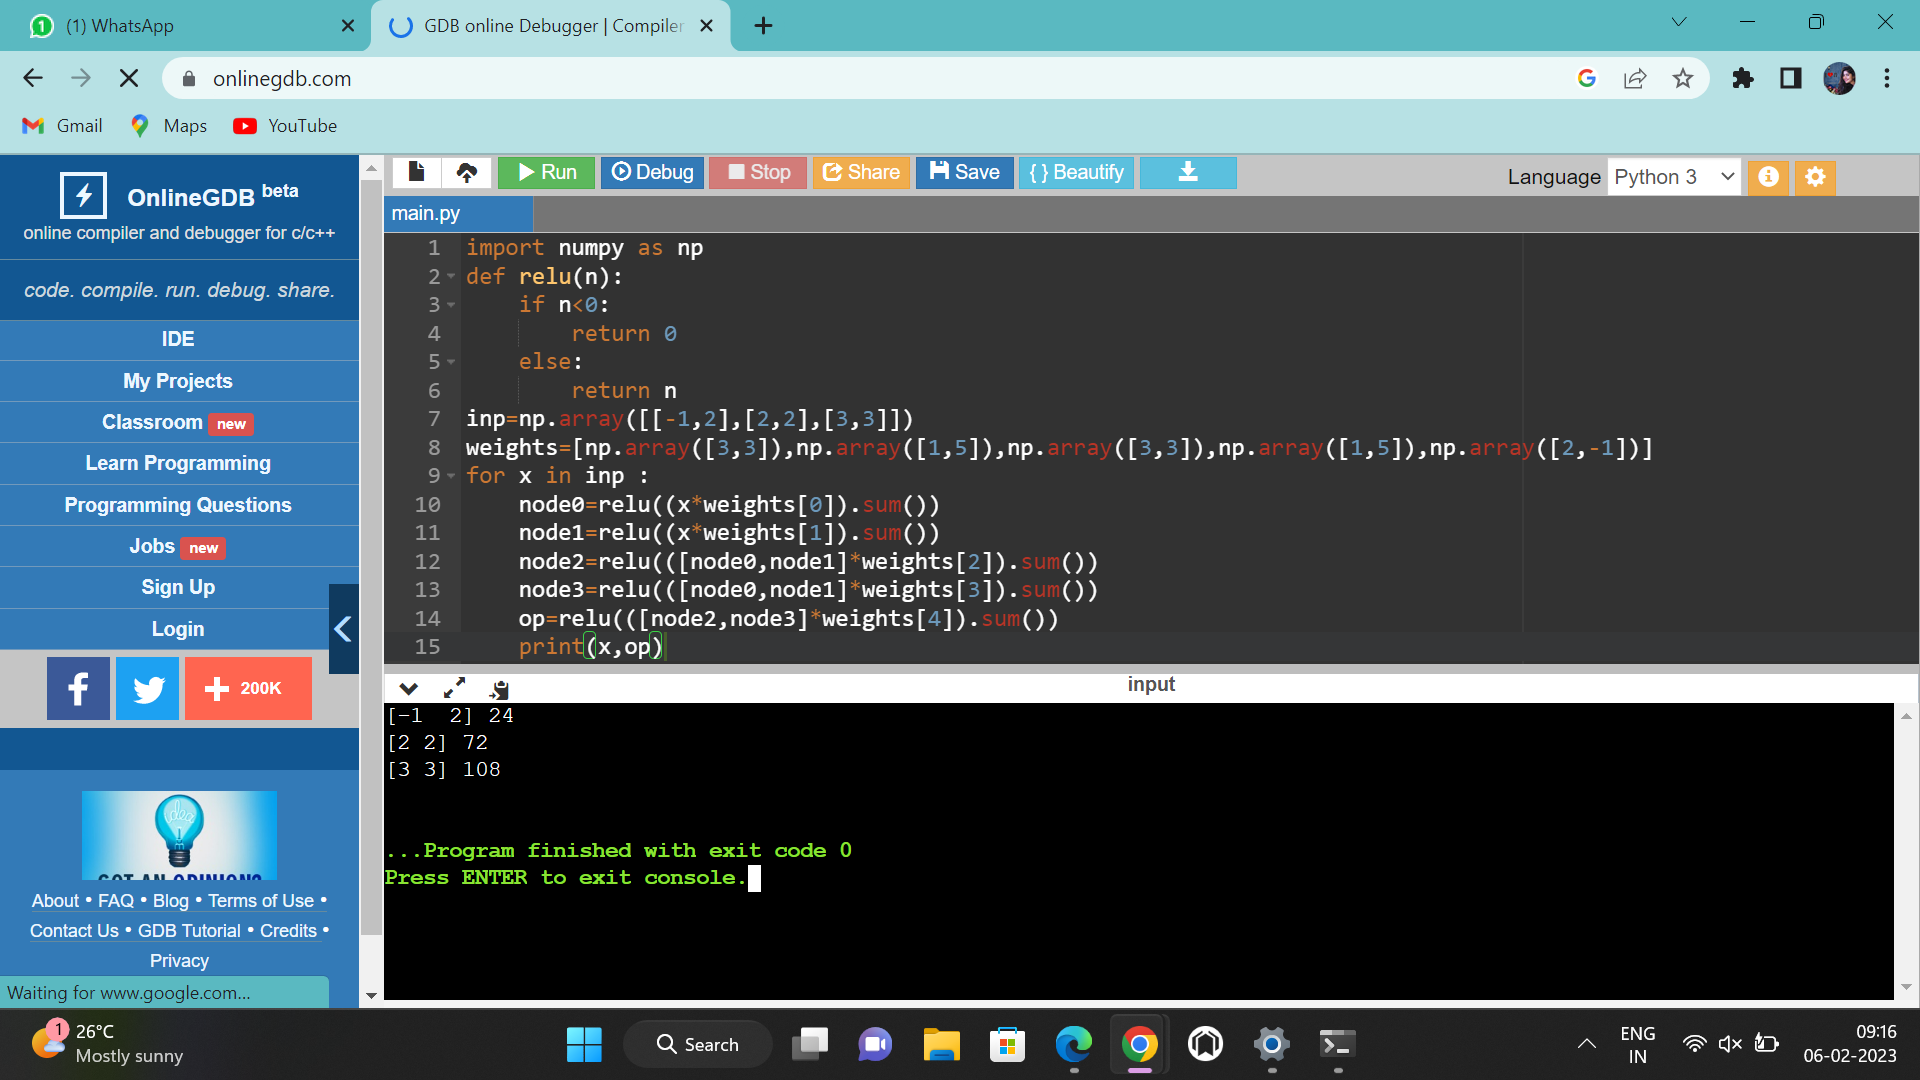 (1) WhatsApp
GDB online Debugger | Compiler
onlinegdb.com
Gmail
Maps
YouTube
OnlineGDB beta
online compiler and debugger for c/c++
code. compile. run. debug. share.
IDE
My Projects
Classroom new
Learn Programming
Programming Questions
Jobs new
Sign Up
Login
200K
GOT AN OPINION?
About • FAQ • Blog • Terms of Use •
Contact Us • GDB Tutorial • Credits •
Privacy
Waiting for www.google.com...
Run
Debug
Stop
Share
Save
{ } Beautify
Language Python 3
main.py
1 import numpy as np
2 def relu(n):
3     if n<0:
4         return 0
5     else:
6         return n
7 inp=np.array([[-1,2],[2,2],[3,3]])
8 weights=[np.array([3,3]),np.array([1,5]),np.array([3,3]),np.array([1,5]),np.array([2,-1])]
9 for x in inp :
10     node0=relu((x*weights[0]).sum())
11     node1=relu((x*weights[1]).sum())
12     node2=relu(([node0,node1]*weights[2]).sum())
13     node3=relu(([node0,node1]*weights[3]).sum())
14     op=relu(([node2,node3]*weights[4]).sum())
15     print(x,op)
input
[-1  2] 24
[2 2] 72
[3 3] 108
...Program finished with exit code 0
Press ENTER to exit console.
1
26°C
Mostly sunny
Search
ENG
IN
09:16
06-02-2023